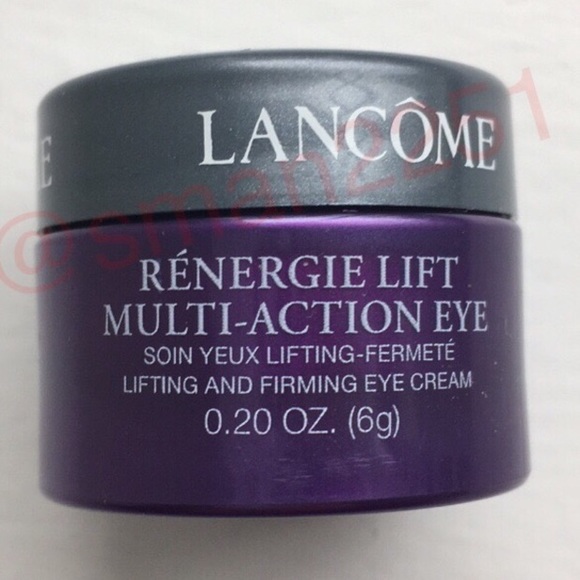 E LANCÔME
RÉNERGIE LIFT
MULTI-ACTION EYE
SOIN YEUX LIFTING-FERMETÉ
LIFTING AND FIRMING EYE CREAM
0.20 OZ. (6g)
@sman2251